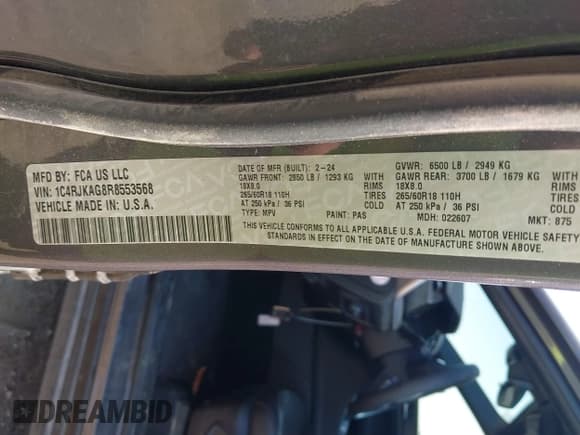 MFD BY: FCA US LLC
VIN: 1C4RJKAG8R8553568
VEHICLE MADE IN: U.S.A.
DATE OF MFR (BUILT): 2-24
GAWR FRONT: 2850 LB / 1293 KG WITH
18X8.0 RIMS
265/60R18 110H TIRES
AT 250 kPa / 36 PSI COLD
TYPE: MPV PAINT: PAS
GVWR: 6500 LB / 2949 KG
GAWR REAR: 3700 LB / 1679 KG WITH
18X8.0 RIMS
265/60R18 110H TIRES
AT 250 kPa / 36 PSI COLD
MDH: 022607 MKT: 875
THIS VEHICLE CONFORMS TO ALL APPLICABLE U.S.A. FEDERAL MOTOR VEHICLE SAFETY
STANDARDS IN EFFECT ON THE DATE OF MANUFACTURE SHOWN ABOVE.
DREAMBID